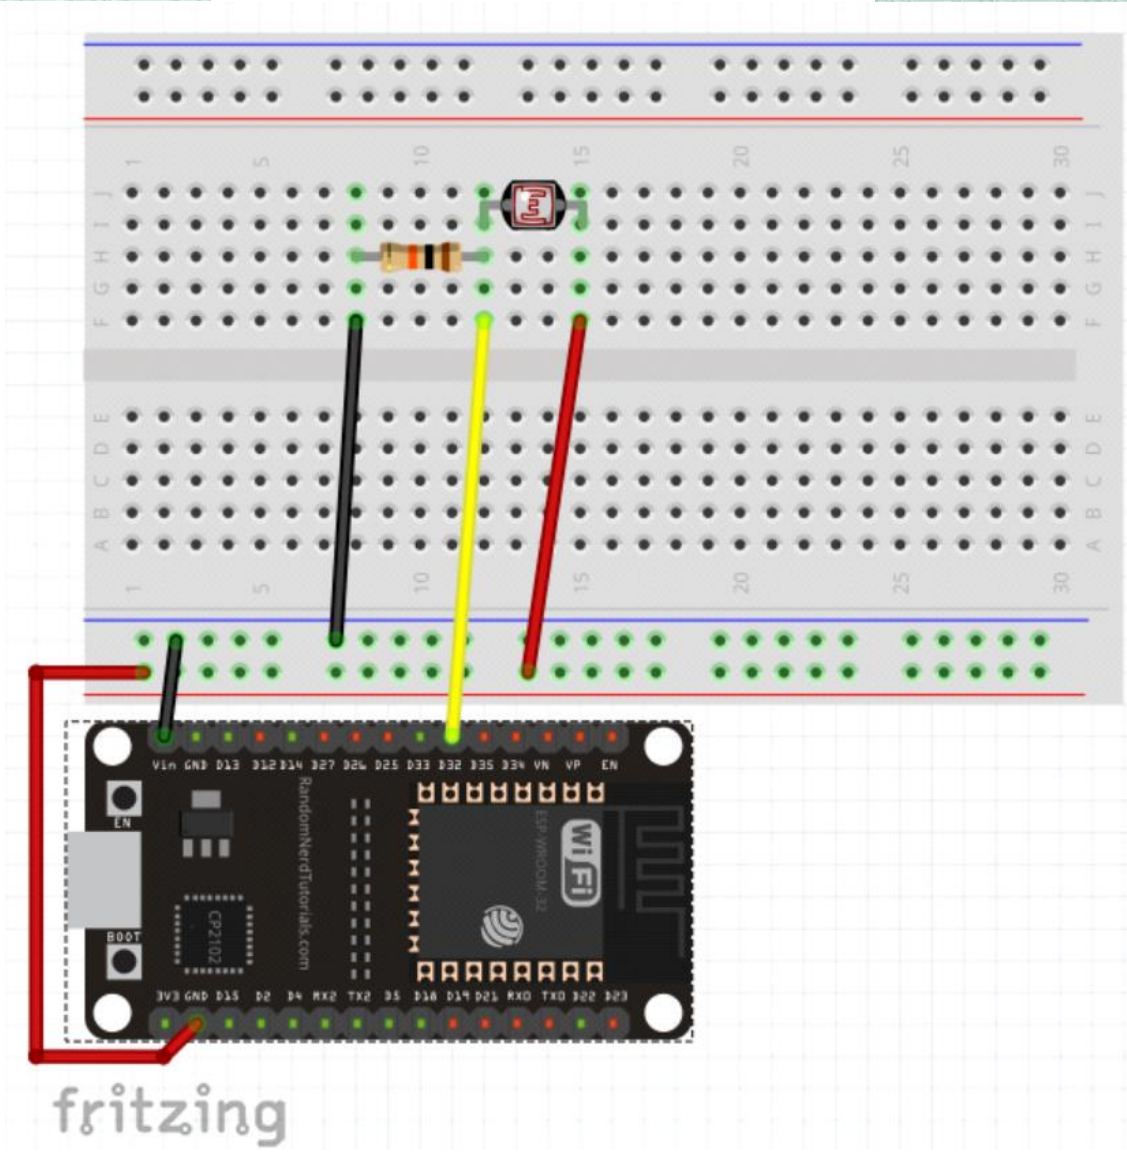 1 5 10 15 20 25 30
J J
I I
H H
G G
F F
E E
D D
C C
B B
A A
1 5 10 15 20 25 30
Vin GND D13 D12 D14 D27 D26 D25 D33 D32 D35 D34 VN VP EN
EN
RandomNerdTutorials.com
ESP-WROOM-32
WiFi
CP2102
BOOT
3V3 GND D15 D2 D4 RX2 TX2 D5 D18 D19 D21 RX0 TX0 D22 D23
fritzing